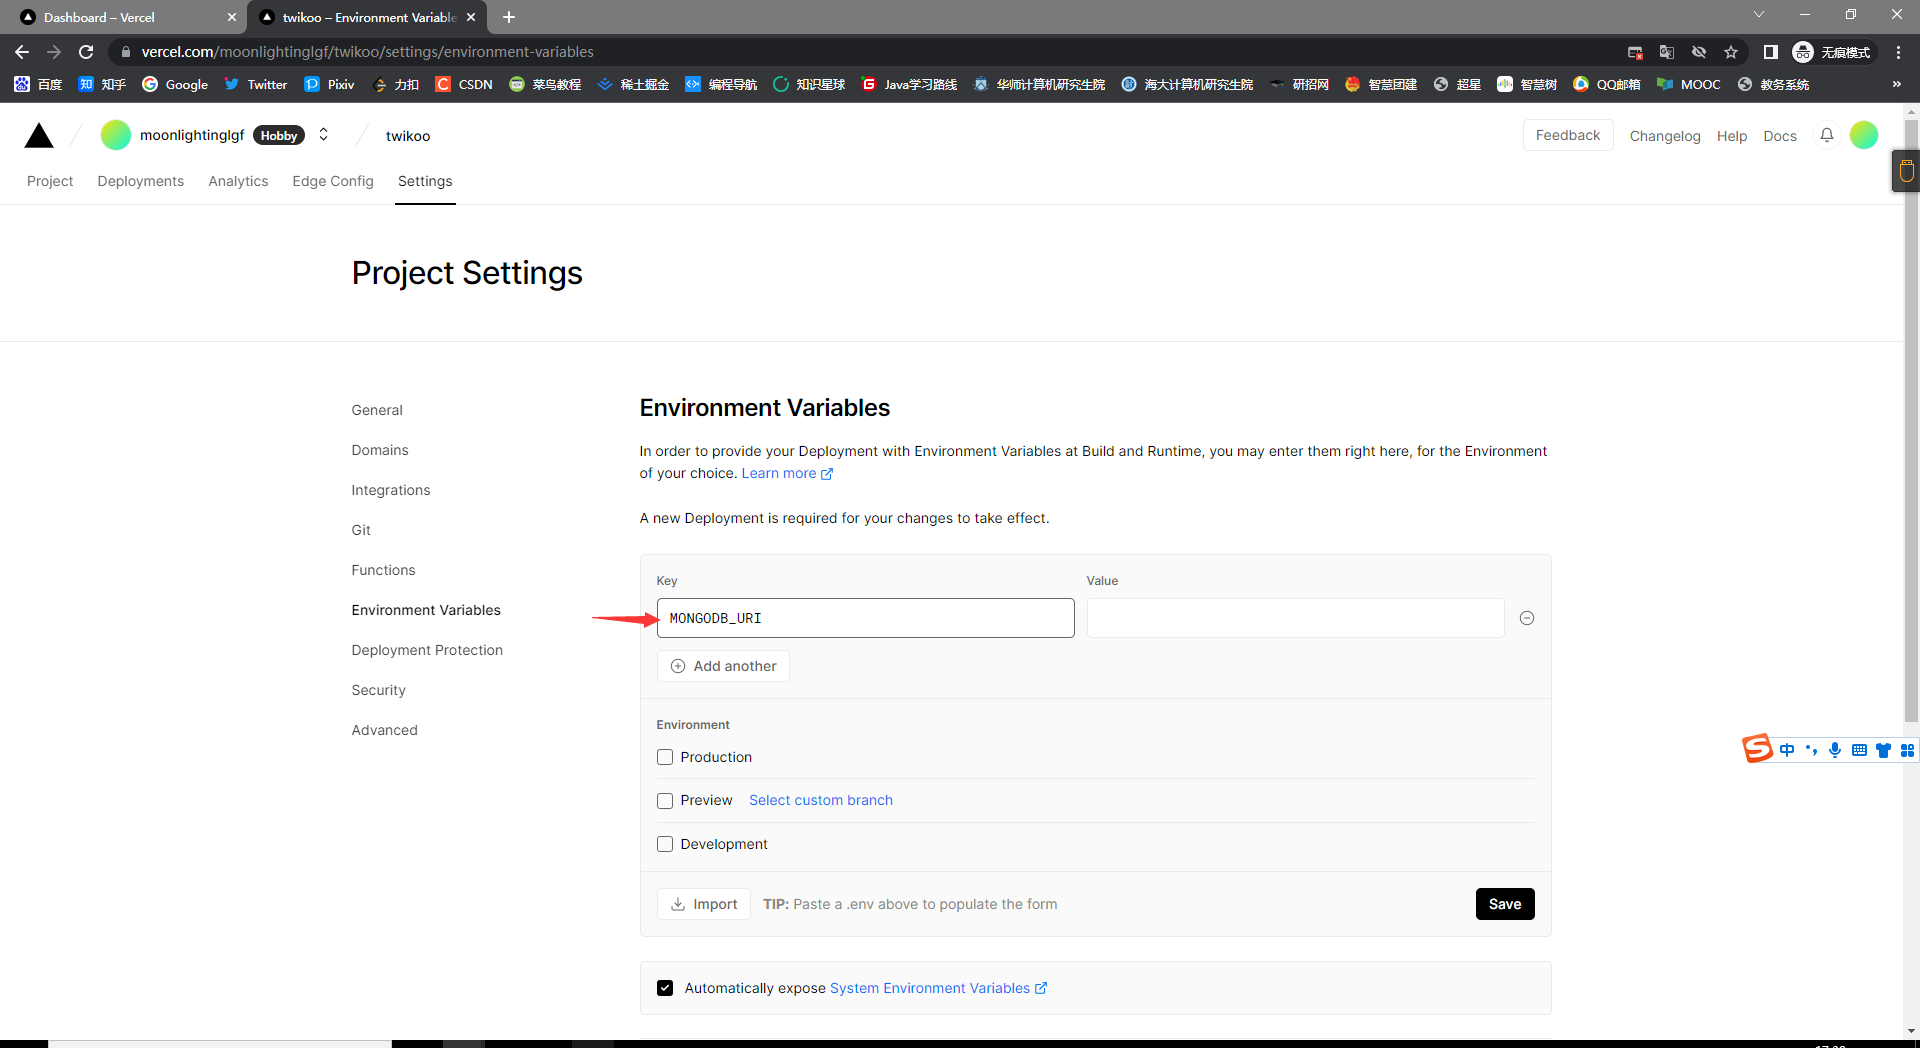 Dashboard – Vercel
twikoo – Environment Variable
vercel.com/moonlightinglgf/twikoo/settings/environment-variables
无痕模式
百度 知乎 Google Twitter Pixiv 力扣 CSDN 菜鸟教程 稀土掘金 编程导航 知识星球 Java学习路线 华师计算机研究生院 海大计算机研究生院 研招网 智慧团建 超星 智慧树 QQ邮箱 MOOC 教务系统 »
moonlightinglgf Hobby twikoo Feedback Changelog Help Docs
Project Deployments Analytics Edge Config Settings
Project Settings
General
Domains
Integrations
Git
Functions
Environment Variables
Deployment Protection
Security
Advanced
Environment Variables
In order to provide your Deployment with Environment Variables at Build and Runtime, you may enter them right here, for the Environment
of your choice. Learn more
A new Deployment is required for your changes to take effect.
Key Value
MONGODB_URI
Add another
Environment
Production
Preview Select custom branch
Development
Import TIP: Paste a .env above to populate the form Save
Automatically expose System Environment Variables
中